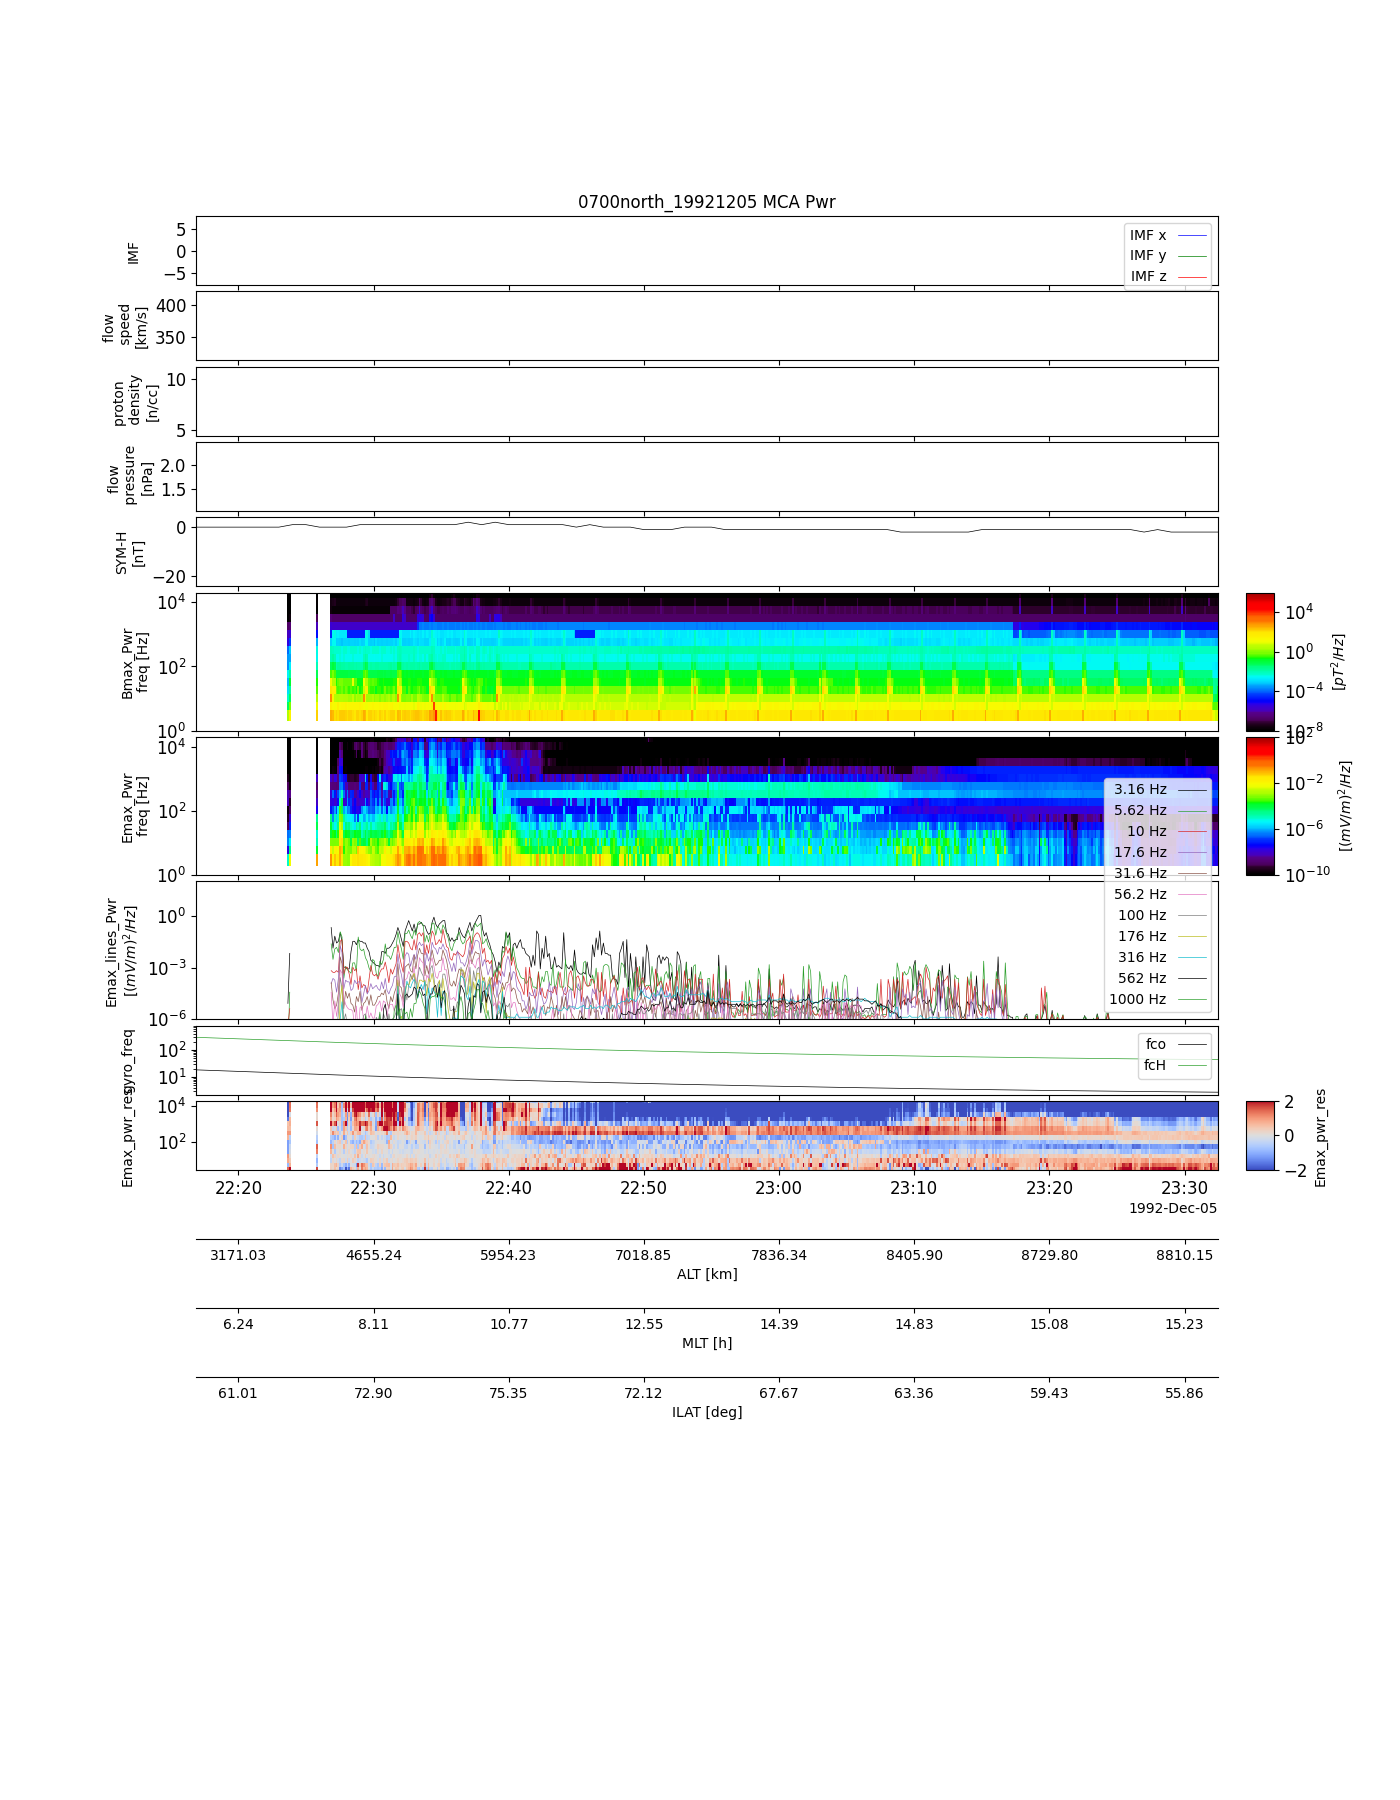 0700north_19921205 MCA Pwr
IMF
5
0
−5
IMF x
IMF y
IMF z
flow
speed
[km/s]
400
350
proton
density
[n/cc]
10
5
flow
pressure
[nPa]
2.0
1.5
SYM-H
[nT]
0
−20
Bmax_Pwr
freq [Hz]
10^4
10^2
10^0
10^4
10^0
10^−4
10^−8
[pT^2/Hz]
Emax_Pwr
freq [Hz]
10^4
10^2
10^0
10^2
10^−2
10^−6
10^−10
[(mV/m)^2/Hz]
3.16 Hz
5.62 Hz
10 Hz
17.6 Hz
31.6 Hz
56.2 Hz
100 Hz
176 Hz
316 Hz
562 Hz
1000 Hz
Emax_lines_Pwr
[(mV/m)^2/Hz]
10^0
10^−3
10^−6
gyro_freq
10^2
10^1
fco
fcH
Emax_pwr_res
10^4
10^2
2
0
−2
Emax_pwr_res
22:20 22:30 22:40 22:50 23:00 23:10 23:20 23:30
1992-Dec-05
3171.03 4655.24 5954.23 7018.85 7836.34 8405.90 8729.80 8810.15
ALT [km]
6.24 8.11 10.77 12.55 14.39 14.83 15.08 15.23
MLT [h]
61.01 72.90 75.35 72.12 67.67 63.36 59.43 55.86
ILAT [deg]